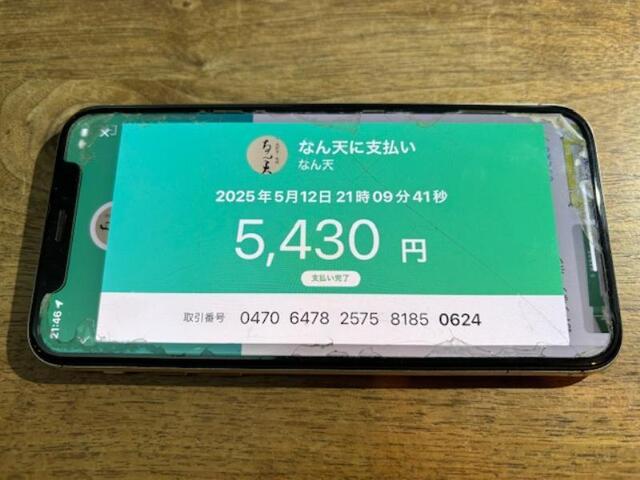 なん天に支払い
なん天
2025年5月12日 21時09分41秒
5,430 円
支払い完了
取引番号 0470 6478 2575 8185 0624
21:46